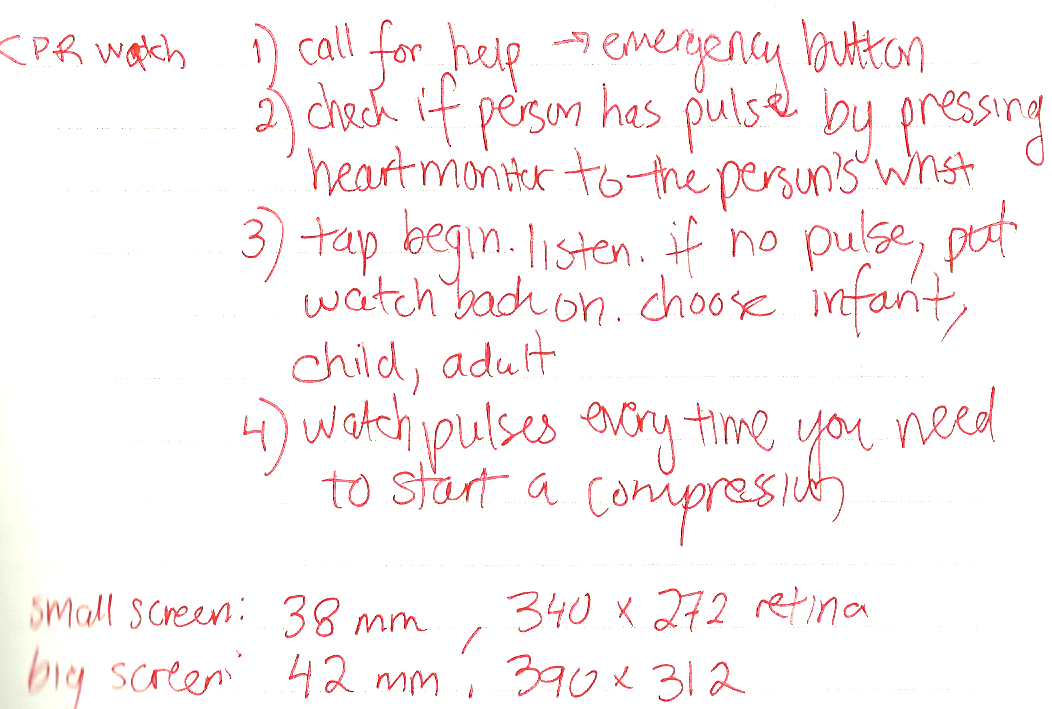 CPR watch 1) call for help → emergency button
2) check if person has pulse by pressing
heart monitor to the person's wrist
3) tap begin. listen. if no pulse, put
watch back on. choose infant,
child, adult
4) watch pulses every time you need
to start a compression
small screen: 38 mm, 340 x 272 retina
big screen: 42 mm, 390 x 312